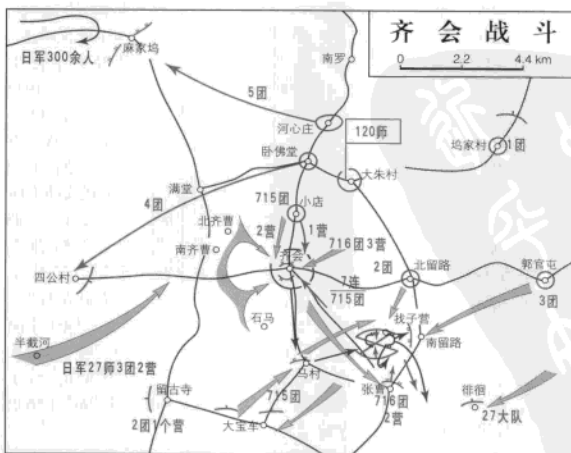 齐会战斗
0 2.2 4.4 km
日军300余人
麻家坞
南罗
5团
河心庄
120师
坞家村
1团
卧佛堂
大朱村
满堂
4团
715团
小店
北齐曹
2营
1营
716团3营
南齐曹
齐会
2团
北留路
郭官屯
四公村
7连
715团
3团
石马
找子营
南留路
半截河
日军27师3团2营
马村
张曹
徘徊
留古寺
715团
716团
2营
27大队
2团1个营
大宝车